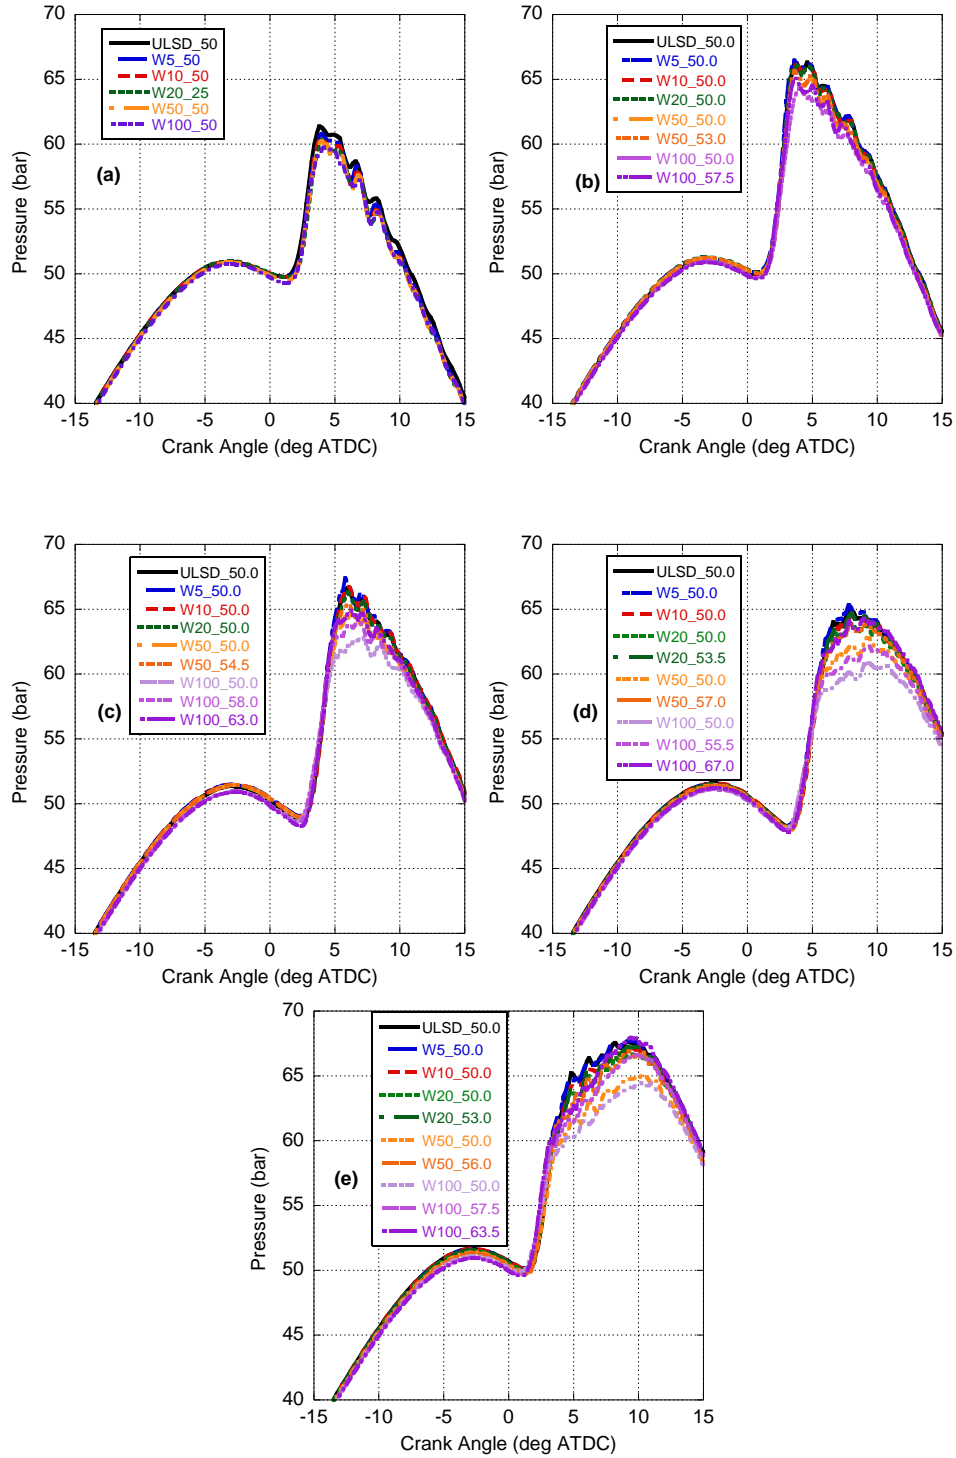 70
65
60
55
50
45
40
Pressure (bar)
ULSD_50
W5_50
W10_50
W20_25
W50_50
W100_50
(a)
-15 -10 -5 0 5 10 15
Crank Angle (deg ATDC)
70
65
60
55
50
45
40
Pressure (bar)
ULSD_50.0
W5_50.0
W10_50.0
W20_50.0
W50_50.0
W50_53.0
W100_50.0
W100_57.5
(b)
-15 -10 -5 0 5 10 15
Crank Angle (deg ATDC)
70
65
60
55
50
45
40
Pressure (bar)
ULSD_50.0
W5_50.0
W10_50.0
W20_50.0
W50_50.0
W50_54.5
W100_50.0
W100_58.0
W100_63.0
(c)
-15 -10 -5 0 5 10 15
Crank Angle (deg ATDC)
70
65
60
55
50
45
40
Pressure (bar)
ULSD_50.0
W5_50.0
W10_50.0
W20_50.0
W20_53.5
W50_50.0
W50_57.0
W100_50.0
W100_55.5
W100_67.0
(d)
-15 -10 -5 0 5 10 15
Crank Angle (deg ATDC)
70
65
60
55
50
45
40
Pressure (bar)
ULSD_50.0
W5_50.0
W10_50.0
W20_50.0
W20_53.0
W50_50.0
W50_56.0
W100_50.0
W100_57.5
W100_63.5
(e)
-15 -10 -5 0 5 10 15
Crank Angle (deg ATDC)